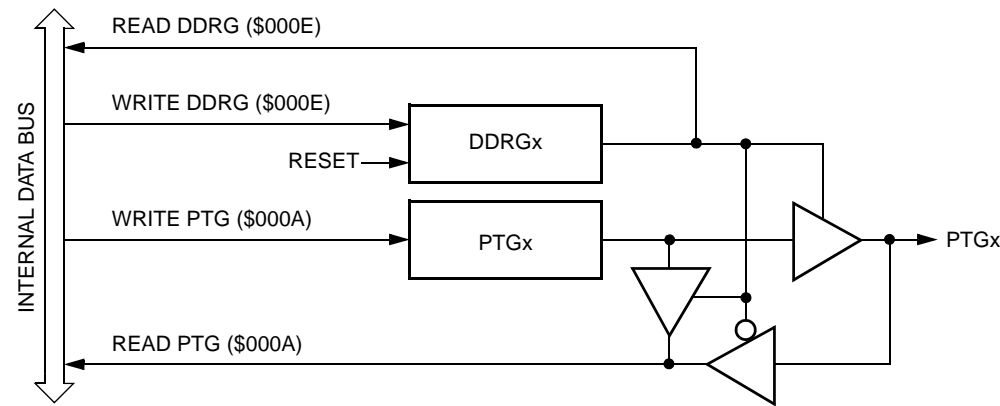 READ DDRG ($000E)
WRITE DDRG ($000E)
DDRGx
RESET
WRITE PTG ($000A)
PTGx
PTGx
READ PTG ($000A)
INTERNAL DATA BUS